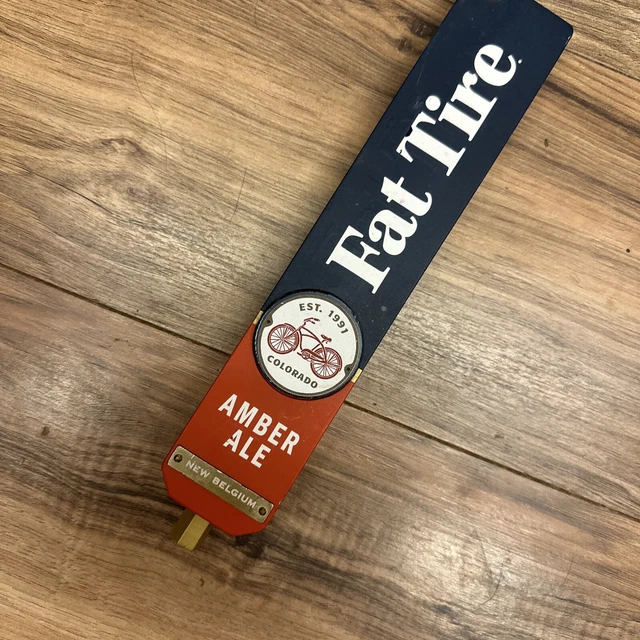 Fat Tire
EST. 1991
COLORADO
AMBER
ALE
NEW BELGIUM